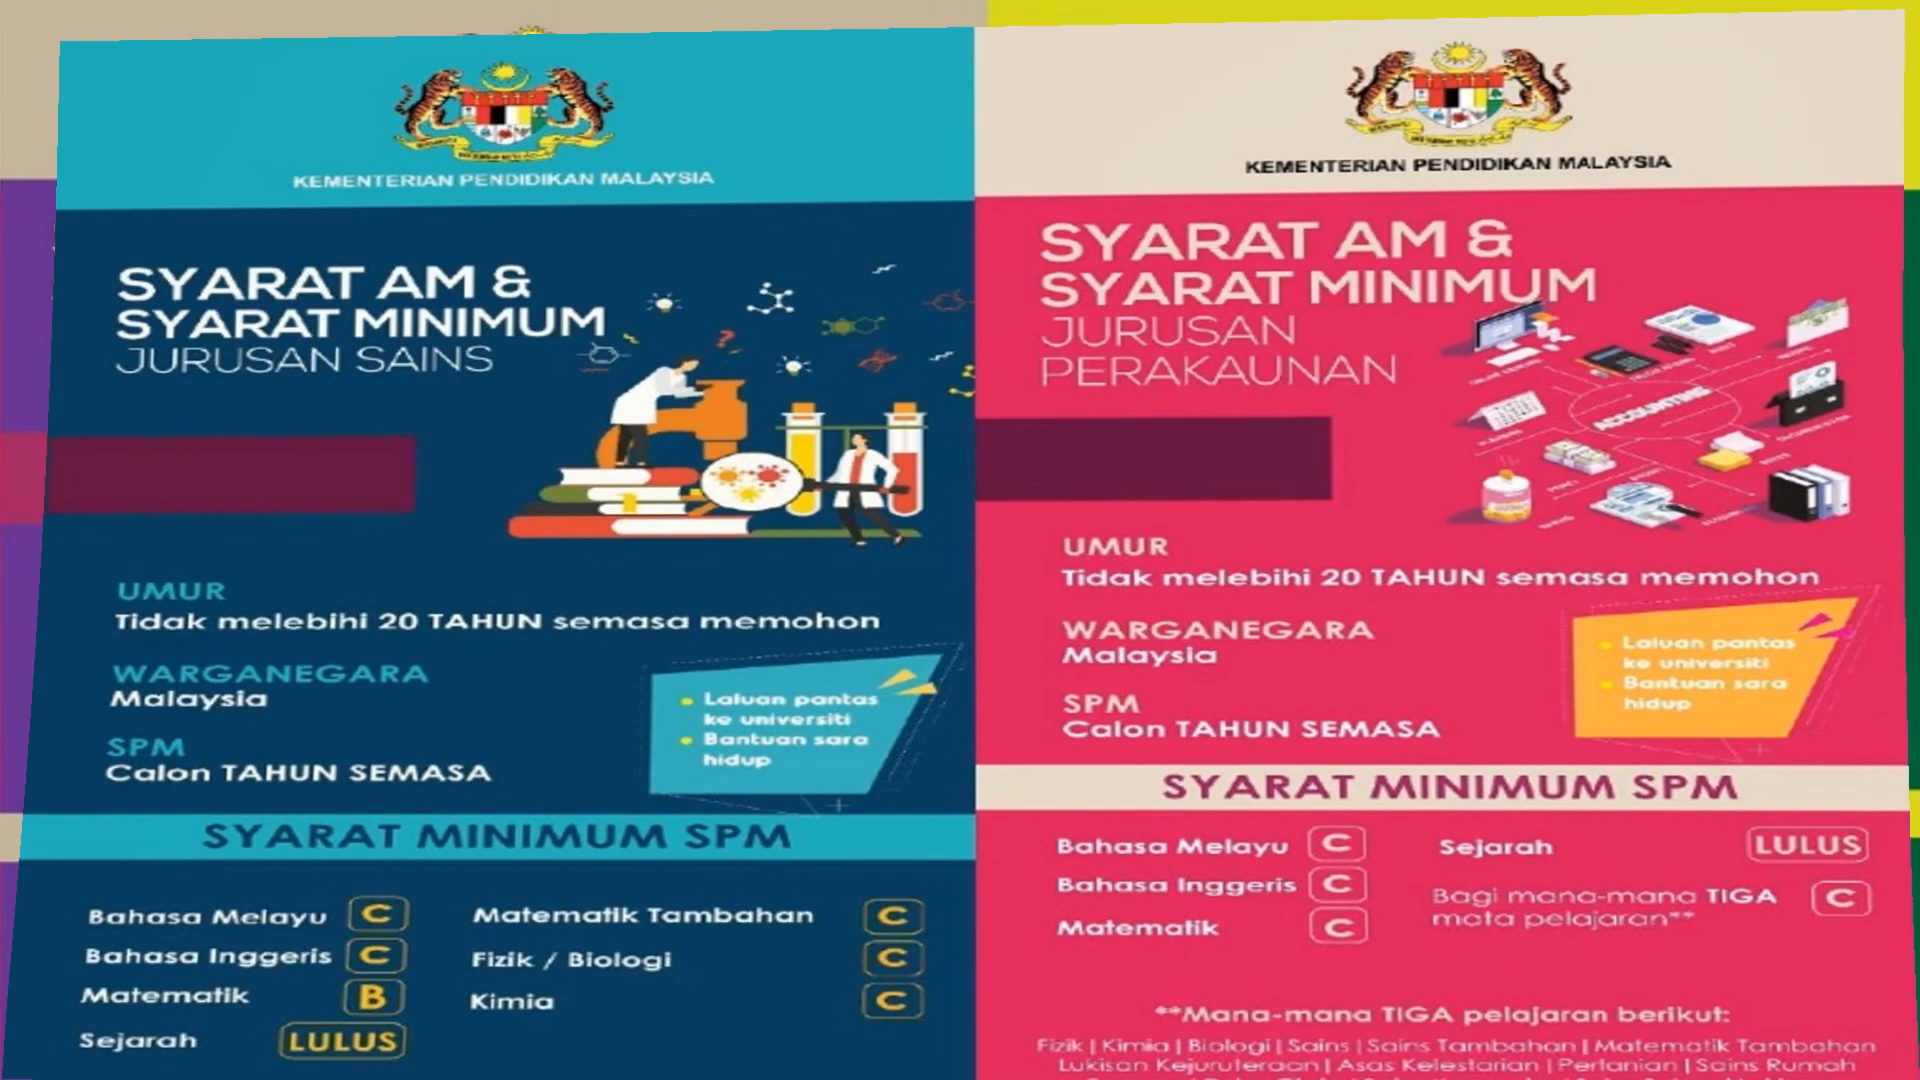 KEMENTERIAN PENDIDIKAN MALAYSIA
SYARAT AM &
SYARAT MINIMUM
JURUSAN SAINS
UMUR
Tidak melebihi 20 TAHUN semasa memohon
WARGANEGARA
Malaysia
SPM
Calon TAHUN SEMASA
Laluan pantas
ke universiti
Bantuan sara
hidup
SYARAT MINIMUM SPM
Bahasa Melayu C
Bahasa Inggeris C
Matematik B
Sejarah LULUS
Matematik Tambahan C
Fizik / Biologi C
Kimia C
KEMENTERIAN PENDIDIKAN MALAYSIA
SYARAT AM &
SYARAT MINIMUM
JURUSAN
PERAKAUNAN
ACCOUNTING
UMUR
Tidak melebihi 20 TAHUN semasa memohon
WARGANEGARA
Malaysia
SPM
Calon TAHUN SEMASA
Laluan pantas
ke universiti
Bantuan sara
hidup
SYARAT MINIMUM SPM
Bahasa Melayu C
Bahasa Inggeris C
Matematik C
Sejarah LULUS
Bagi mana-mana TIGA C
mata pelajaran**
**Mana-mana TIGA pelajaran berikut:
Fizik | Kimia | Biologi | Sains | Sains Tambahan | Matematik Tambahan
Lukisan Kejuruteraan | Asas Kelestarian | Pertanian | Sains Rumah